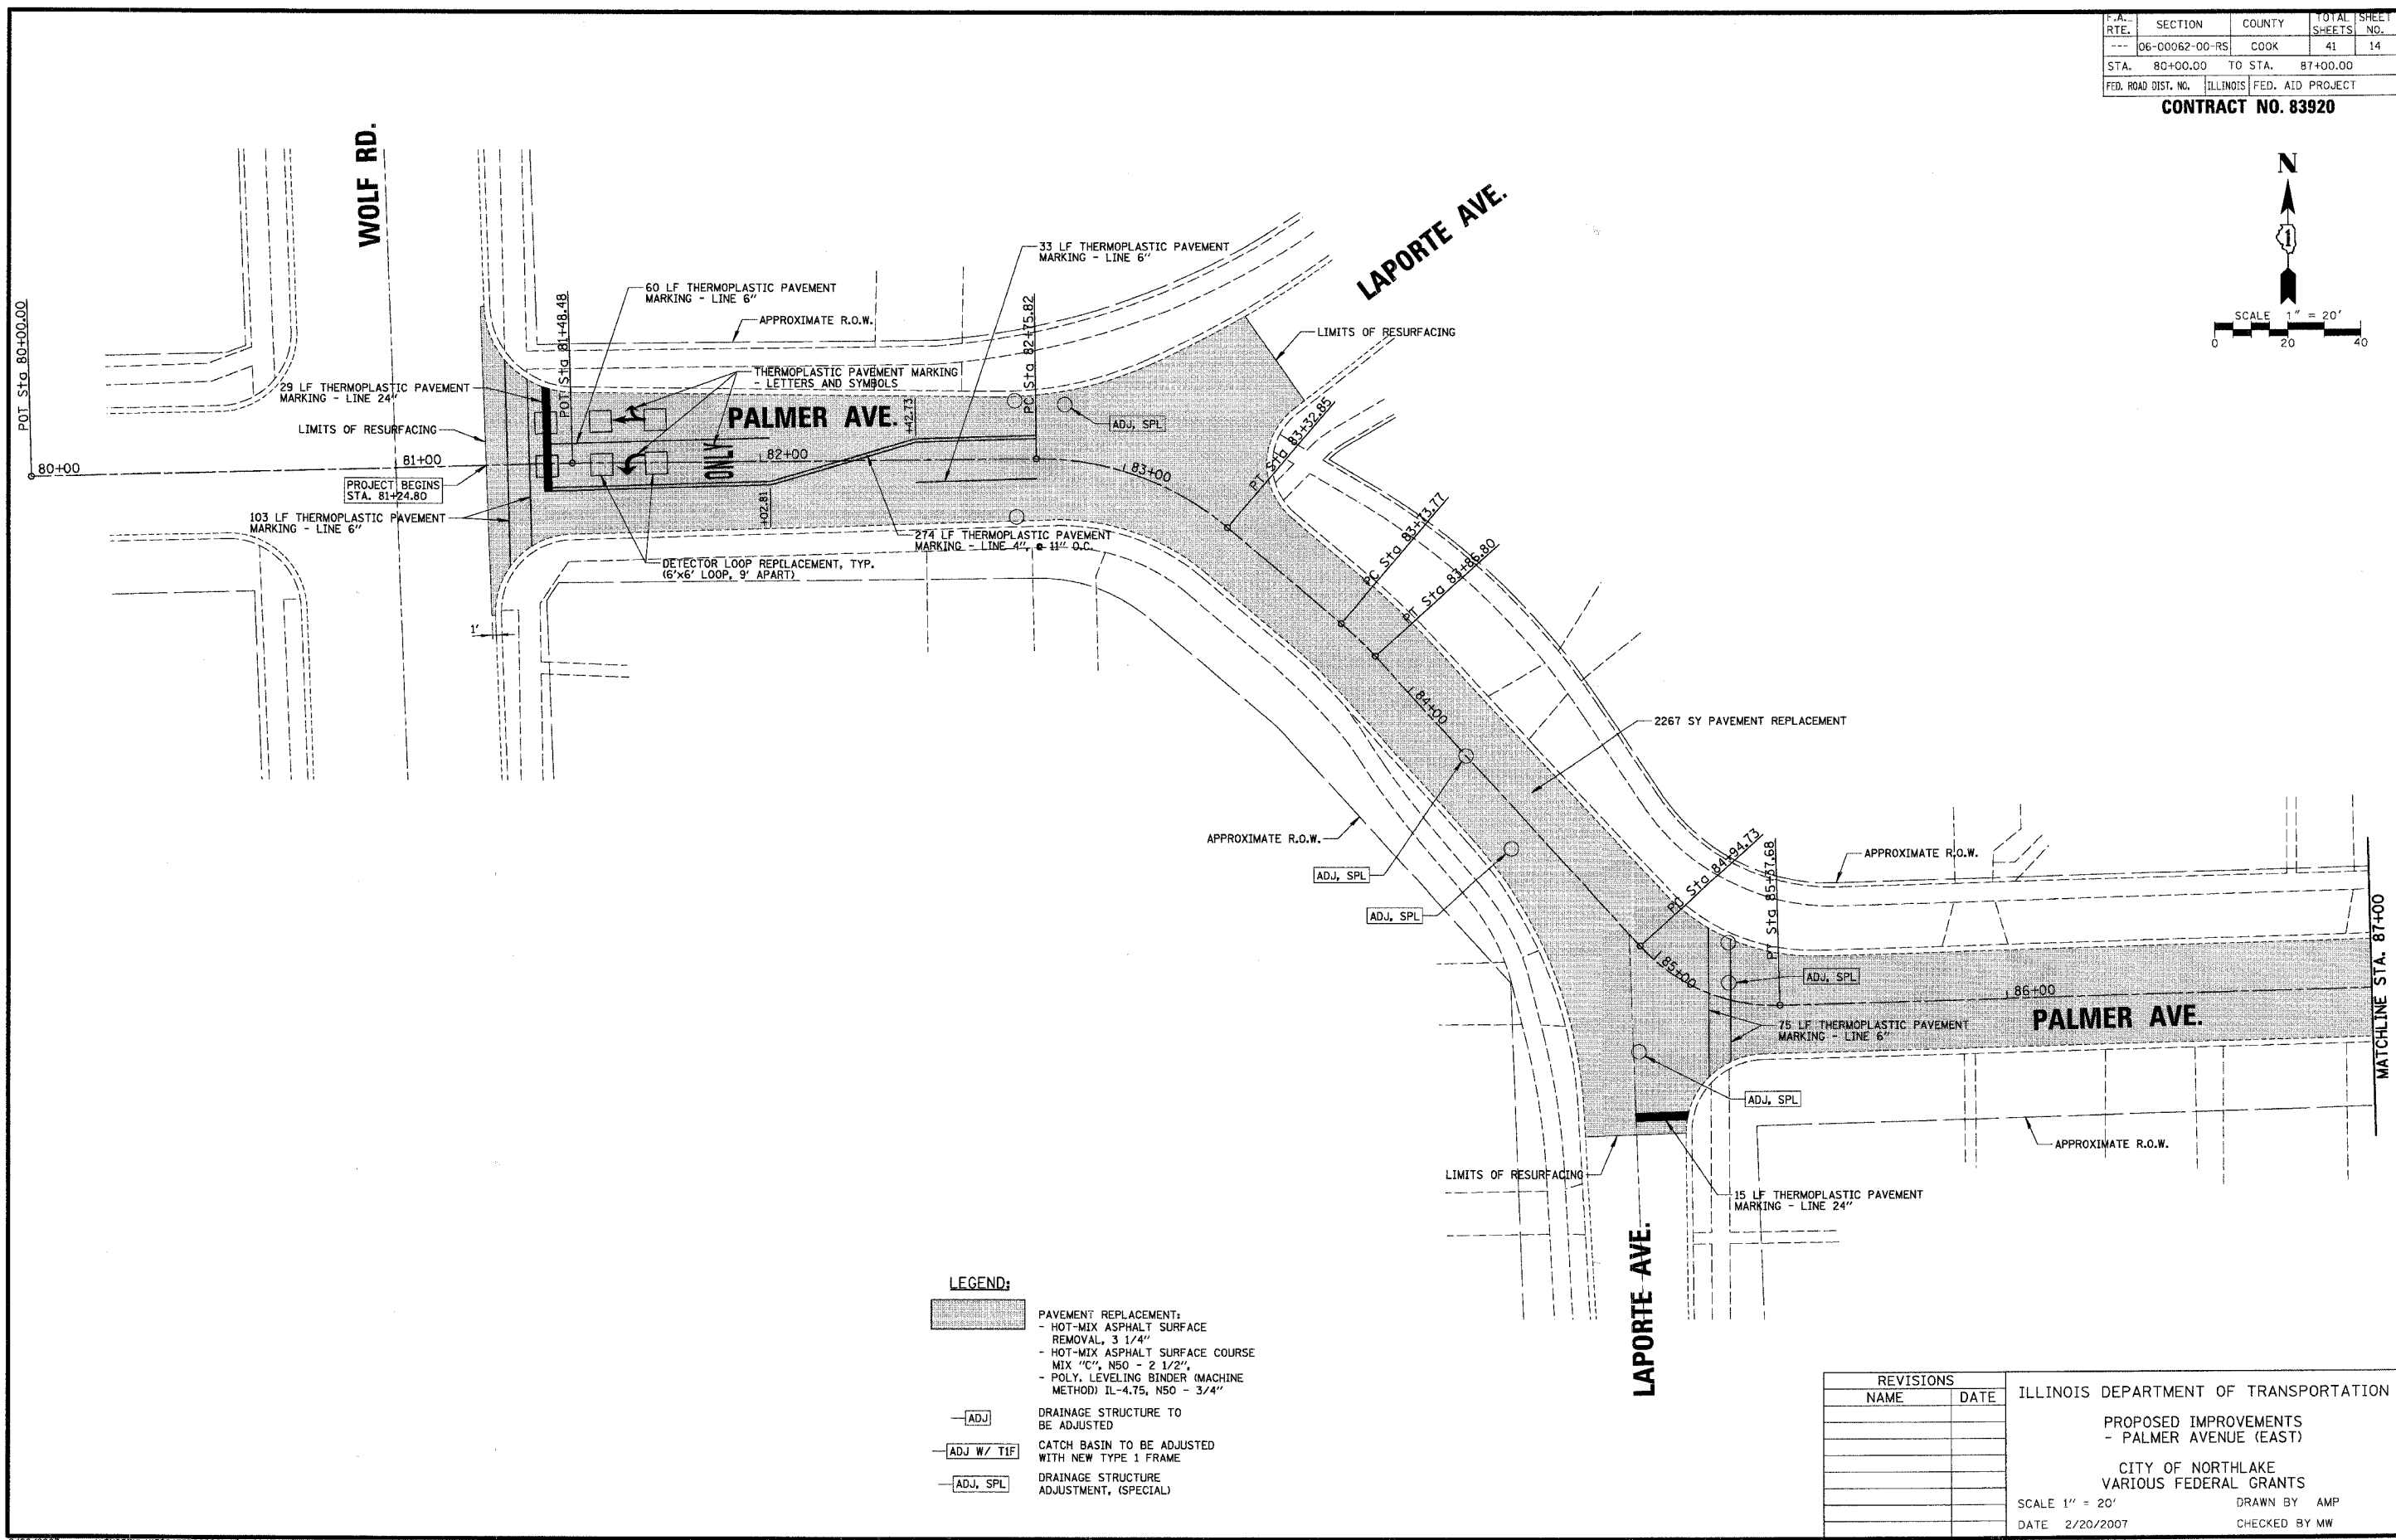 F.A. RTE. SECTION COUNTY TOTAL SHEETS SHEET NO.
--- 06-00062-00-RS COOK 41 14
STA. 80+00.00 TO STA. 87+00.00
FED. ROAD DIST. NO. ILLINOIS FED. AID PROJECT
CONTRACT NO. 83920
N
1
SCALE 1" = 20'
0 20 40
WOLF RD.
LAPORTE AVE.
33 LF THERMOPLASTIC PAVEMENT
MARKING - LINE 6"
60 LF THERMOPLASTIC PAVEMENT
MARKING - LINE 6"
APPROXIMATE R.O.W.
LIMITS OF RESURFACING
POT Sta 80+00.00
POT Sta 81+48.48
PC Sta 82+75.82
THERMOPLASTIC PAVEMENT MARKING
- LETTERS AND SYMBOLS
29 LF THERMOPLASTIC PAVEMENT
MARKING - LINE 24"
PALMER AVE.
+42.73
ADJ, SPL
PT Sta 83+32.85
LIMITS OF RESURFACING
ONLY
80+00
81+00
82+00
83+00
PROJECT BEGINS
STA. 81+24.80
+02.81
PC Sta 83+73.77
103 LF THERMOPLASTIC PAVEMENT
MARKING - LINE 6"
274 LF THERMOPLASTIC PAVEMENT
MARKING - LINE 4", @ 11" O.C.
PT Sta 83+86.80
DETECTOR LOOP REPLACEMENT, TYP.
(6'x6' LOOP, 9' APART)
1'
84+00
2267 SY PAVEMENT REPLACEMENT
APPROXIMATE R.O.W.
PC Sta 84+94.73
PT Sta 85+37.68
APPROXIMATE R.O.W.
ADJ, SPL
ADJ, SPL
85+00
ADJ, SPL
86+00
MATCHLINE STA. 87+00
PALMER AVE.
75 LF THERMOPLASTIC PAVEMENT
MARKING - LINE 6"
ADJ, SPL
APPROXIMATE R.O.W.
LIMITS OF RESURFACING
15 LF THERMOPLASTIC PAVEMENT
MARKING - LINE 24"
LAPORTE AVE.
LEGEND:
PAVEMENT REPLACEMENT:
- HOT-MIX ASPHALT SURFACE
REMOVAL, 3 1/4"
- HOT-MIX ASPHALT SURFACE COURSE
MIX "C", N50 - 2 1/2",
- POLY. LEVELING BINDER (MACHINE
METHOD) IL-4.75, N50 - 3/4"
ADJ DRAINAGE STRUCTURE TO
BE ADJUSTED
ADJ W/ T1F CATCH BASIN TO BE ADJUSTED
WITH NEW TYPE 1 FRAME
ADJ, SPL DRAINAGE STRUCTURE
ADJUSTMENT, (SPECIAL)
REVISIONS
NAME DATE
ILLINOIS DEPARTMENT OF TRANSPORTATION
PROPOSED IMPROVEMENTS
- PALMER AVENUE (EAST)
CITY OF NORTHLAKE
VARIOUS FEDERAL GRANTS
SCALE 1" = 20' DRAWN BY AMP
DATE 2/20/2007 CHECKED BY MW